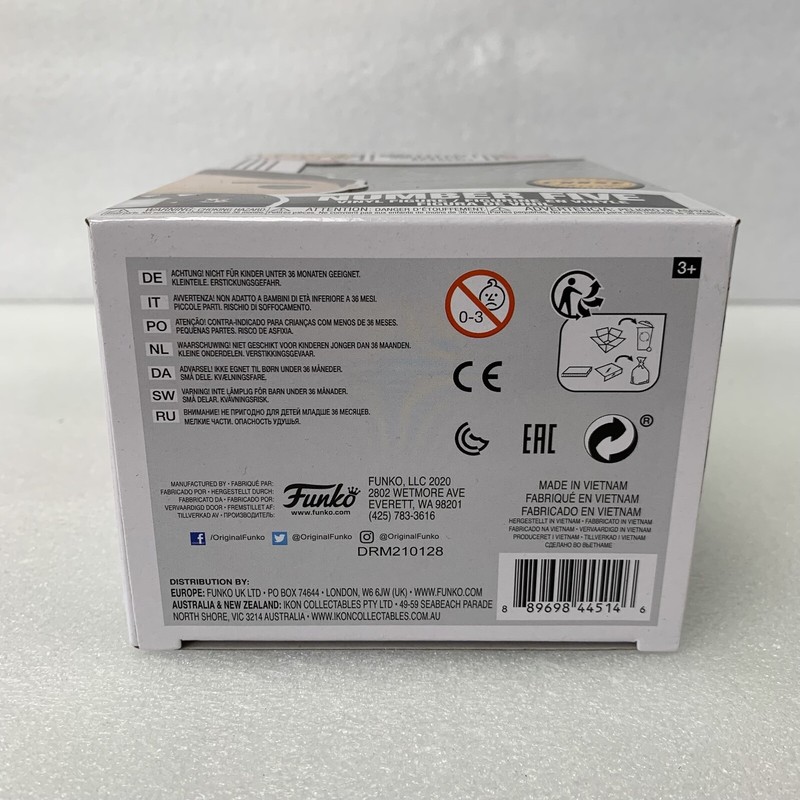 NUMBER FIVE
VINYL FIGURE /
WARNING: CHOKING HAZARD
ATTENTION: DANGER D'ÉTOUFFEMENT
ADVERTENCIA:
3+
DE ACHTUNG! NICHT FÜR KINDER UNTER 36 MONATEN GEEIGNET.
KLEINTEILE. ERSTICKUNGSGEFAHR.
IT AVVERTENZA! NON ADATTO A BAMBINI DI ETÀ INFERIORE A 36 MESI.
PICCOLE PARTI. RISCHIO DI SOFFOCAMENTO.
PO ATENÇÃO! CONTRA-INDICADO PARA CRIANÇAS COM MENOS DE 36 MESES.
PEQUENAS PARTES. RISCO DE ASFIXIA.
NL WAARSCHUWING! NIET GESCHIKT VOOR KINDEREN JONGER DAN 36 MAANDEN.
KLEINE ONDERDELEN. VERSTIKKINGSGEVAAR.
DA ADVARSEL! IKKE EGNET TIL BØRN UNDER 36 MÅNEDER.
SMÅ DELE. KVÆLNINGSFARE.
SW VARNING! INTE LÄMPLIG FÖR BARN UNDER 36 MÅNADER.
SMÅ DELAR. KVÄVNINGSRISK.
RU ВНИМАНИЕ! НЕ ПРИГОДНО ДЛЯ ДЕТЕЙ МЛАДШЕ 36 МЕСЯЦЕВ.
МЕЛКИЕ ЧАСТИ. ОПАСНОСТЬ УДУШЬЯ.
0-3
CE
EAC
®
MANUFACTURED BY • FABRIQUÉ PAR:
FABRICADO POR • HERGESTELLT DURCH:
FABBRICATO DA • FABRICADO POR:
VERVAARDIGD DOOR • FREMSTILLET AF:
TILLVERKAD AV • ПРОИЗВОДИТЕЛЬ:
Funko
www.funko.com
FUNKO, LLC 2020
2802 WETMORE AVE
EVERETT, WA 98201
(425) 783-3616
f /OriginalFunko @OriginalFunko @OriginalFunko
DRM210128
MADE IN VIETNAM
FABRIQUÉ EN VIETNAM
FABRICADO EN VIETNAM
HERGESTELLT IN VIETNAM • FABBRICATO IN VIETNAM
FABRICADO NA VIETNAM • VERVAARDIGD IN VIETNAM
PRODUCERET I VIETNAM • TILLVERKAD I VIETNAM
СДЕЛАНО ВО ВЬЕТНАМЕ
DISTRIBUTION BY:
EUROPE: FUNKO UK LTD • PO BOX 74644 • LONDON, W6 6JW (UK) • WWW.FUNKO.COM
AUSTRALIA & NEW ZEALAND: IKON COLLECTABLES PTY LTD • 49-59 SEABEACH PARADE
NORTH SHORE, VIC 3214 AUSTRALIA • WWW.IKONCOLLECTABLES.COM.AU
8 89698 44514 6